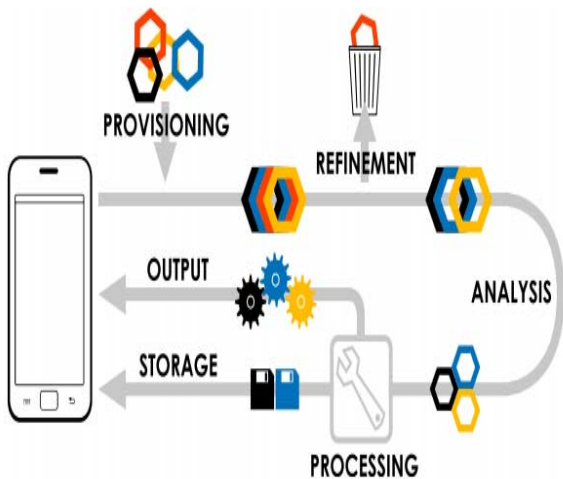 PROVISIONING
REFINEMENT
OUTPUT
ANALYSIS
STORAGE
PROCESSING